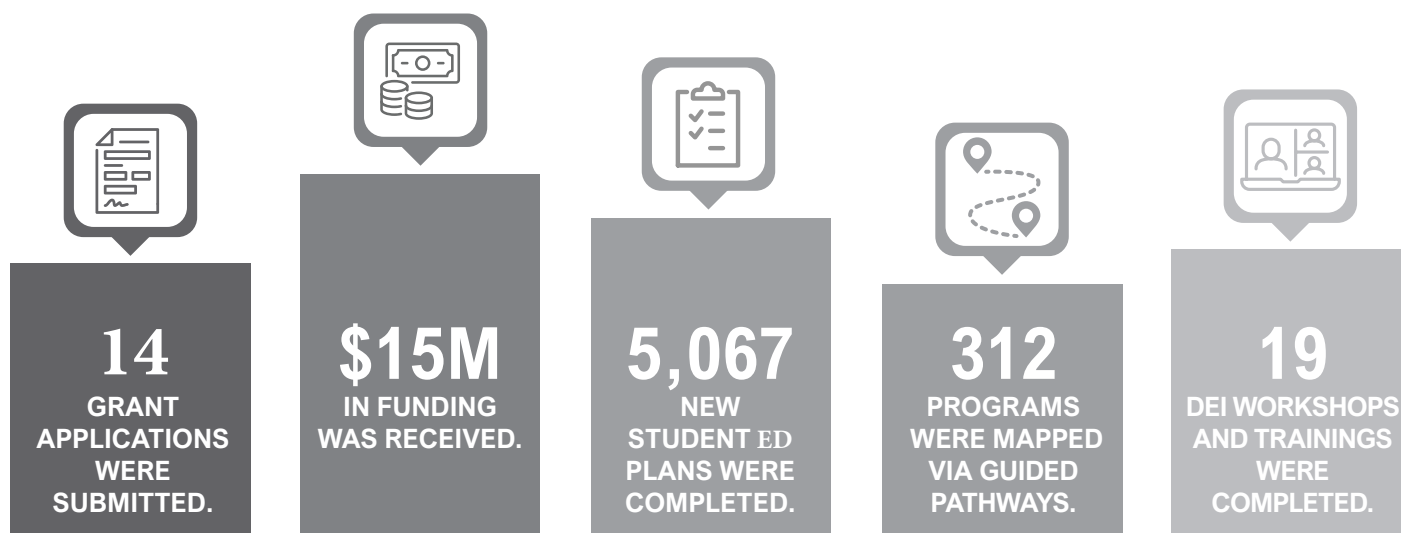 14
GRANT
APPLICATIONS
WERE
SUBMITTED.
$15M
IN FUNDING
WAS RECEIVED.
5,067
NEW
STUDENT ED
PLANS WERE
COMPLETED.
312
PROGRAMS
WERE MAPPED
VIA GUIDED
PATHWAYS.
19
DEI WORKSHOPS
AND TRAININGS
WERE
COMPLETED.